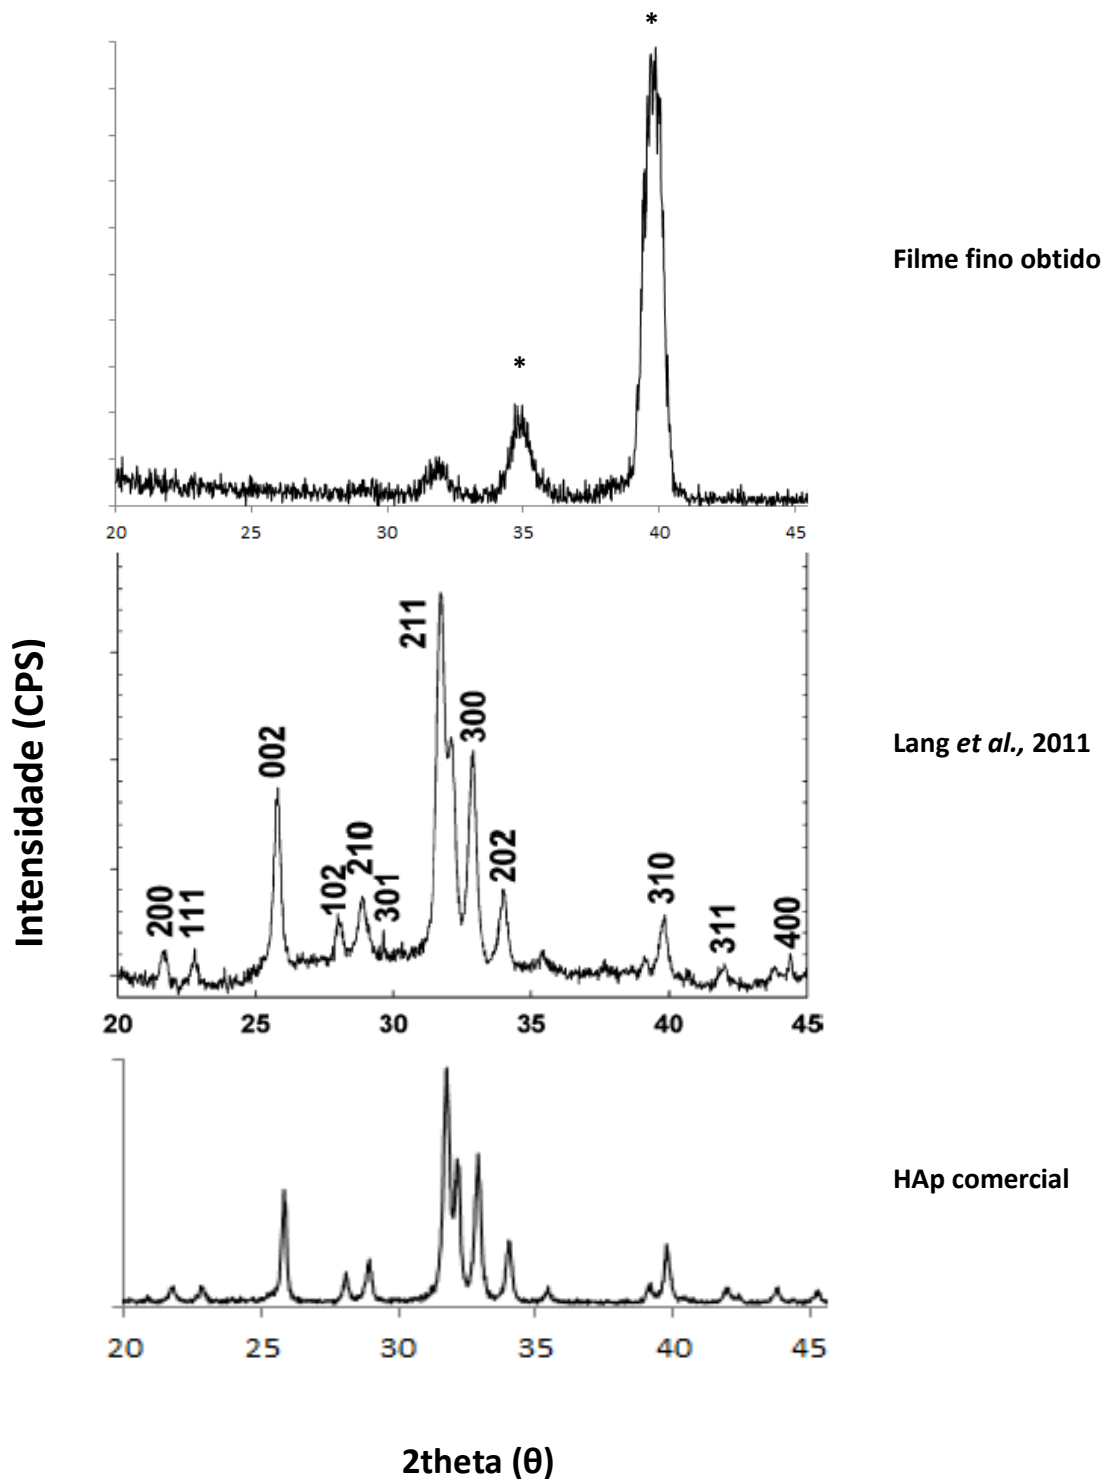 *
*
Filme fino obtido
20 25 30 35 40 45
Intensidade (CPS)
200
111
002
102
210
301
211
300
202
310
311
400
Lang et al., 2011
20 25 30 35 40 45
HAp comercial
20 25 30 35 40 45
2theta (θ)